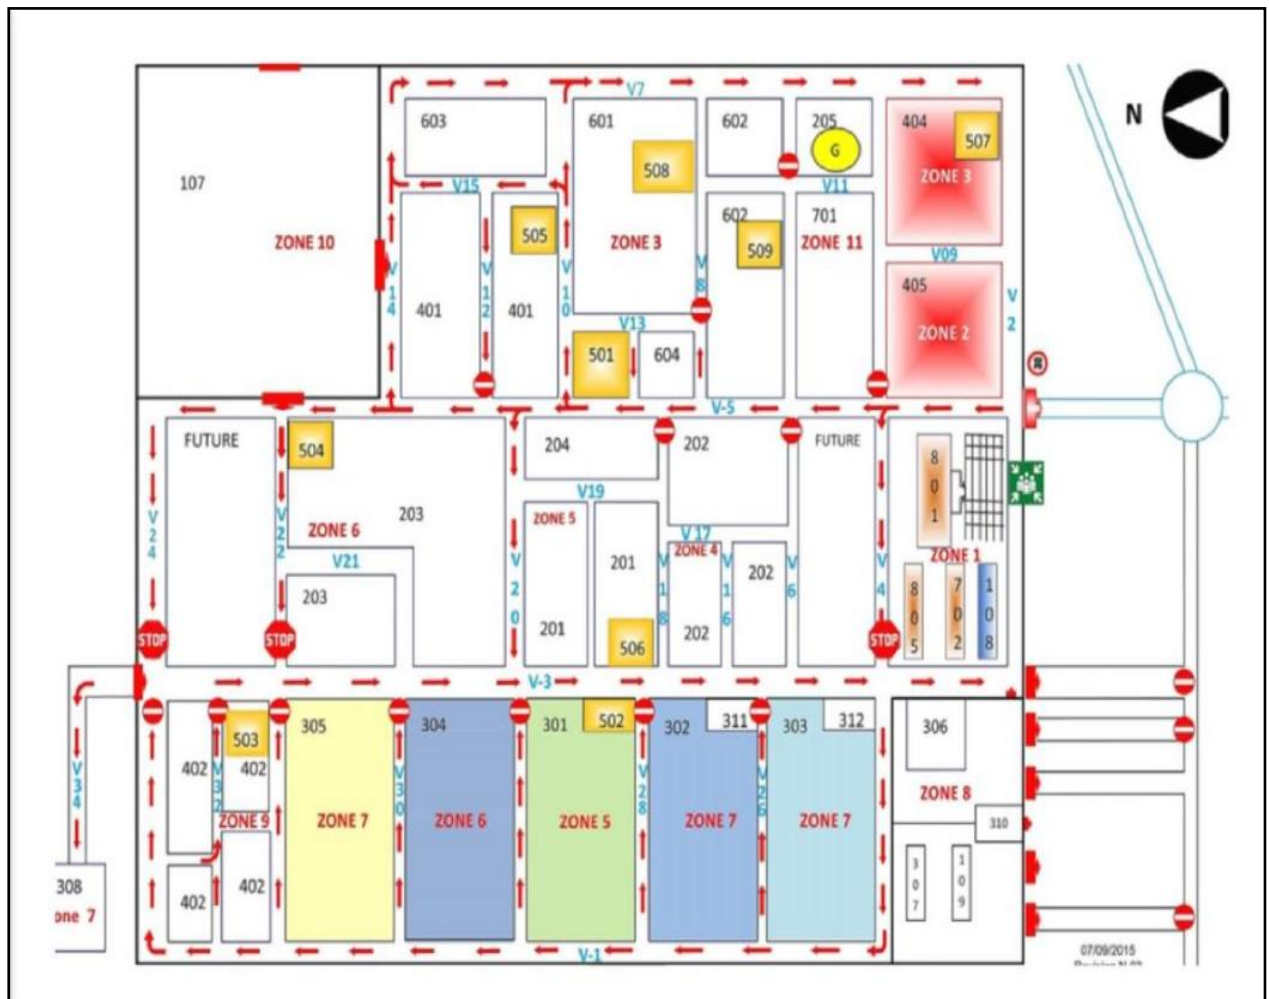 N
V7
603
601
602
205
404
507
G
508
107
V15
V11
ZONE 3
505
602
701
509
ZONE 10
ZONE 3
ZONE 11
V09
V14
V12
V10
V8
405
V2
401
401
V13
ZONE 2
501
604
V-5
FUTURE
504
204
202
FUTURE
801
V19
203
ZONE 5
ZONE 6
V24
V22
V20
V 17
ZONE 4
ZONE 1
V21
201
V18
V16
202
V6
V4
203
805
702
108
201
506
202
STOP
STOP
STOP
V-3
503
305
304
301
502
302
311
303
312
306
402
402
V34
V32
V30
V28
V26
ZONE 8
ZONE 9
ZONE 7
ZONE 6
ZONE 5
ZONE 7
ZONE 7
310
308
402
402
307
109
one 7
V-1
07/09/2015